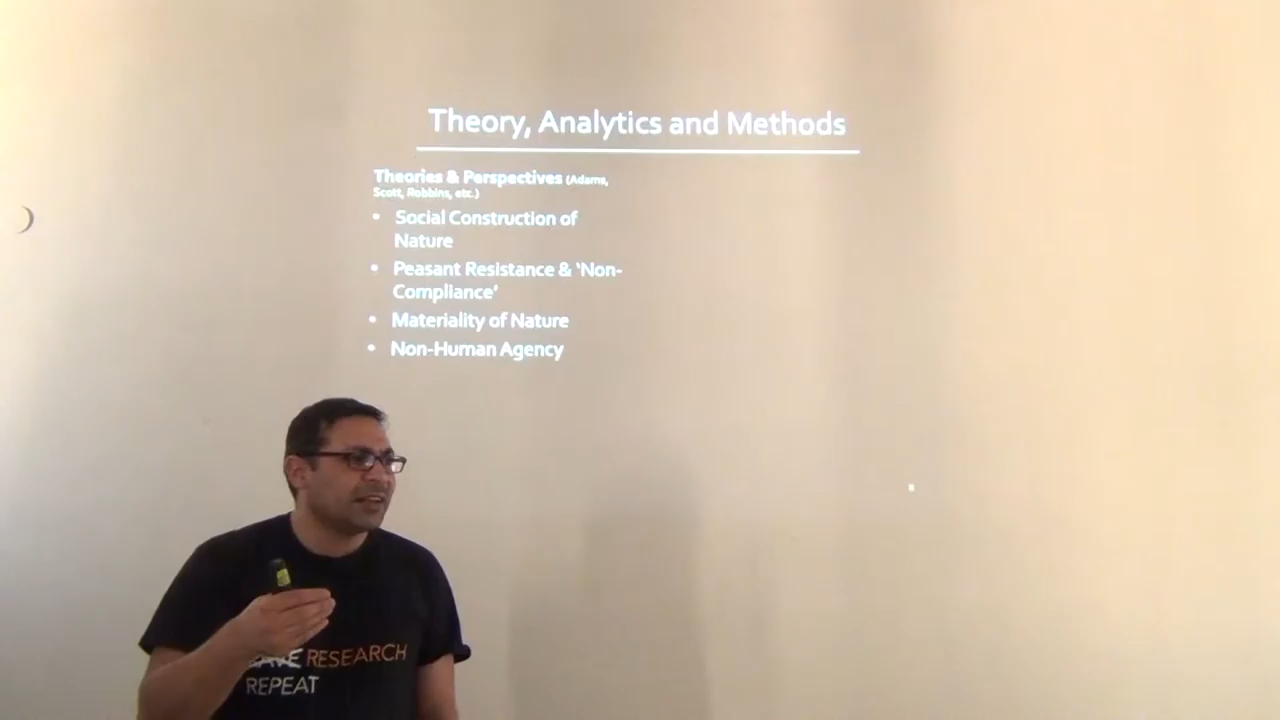 Theory, Analytics and Methods
Theories & Perspectives (Adams,
Scott, Robbins, etc.)
• Social Construction of
Nature
• Peasant Resistance & ‘Non-
Compliance’
• Materiality of Nature
• Non-Human Agency
RESEARCH
REPEAT